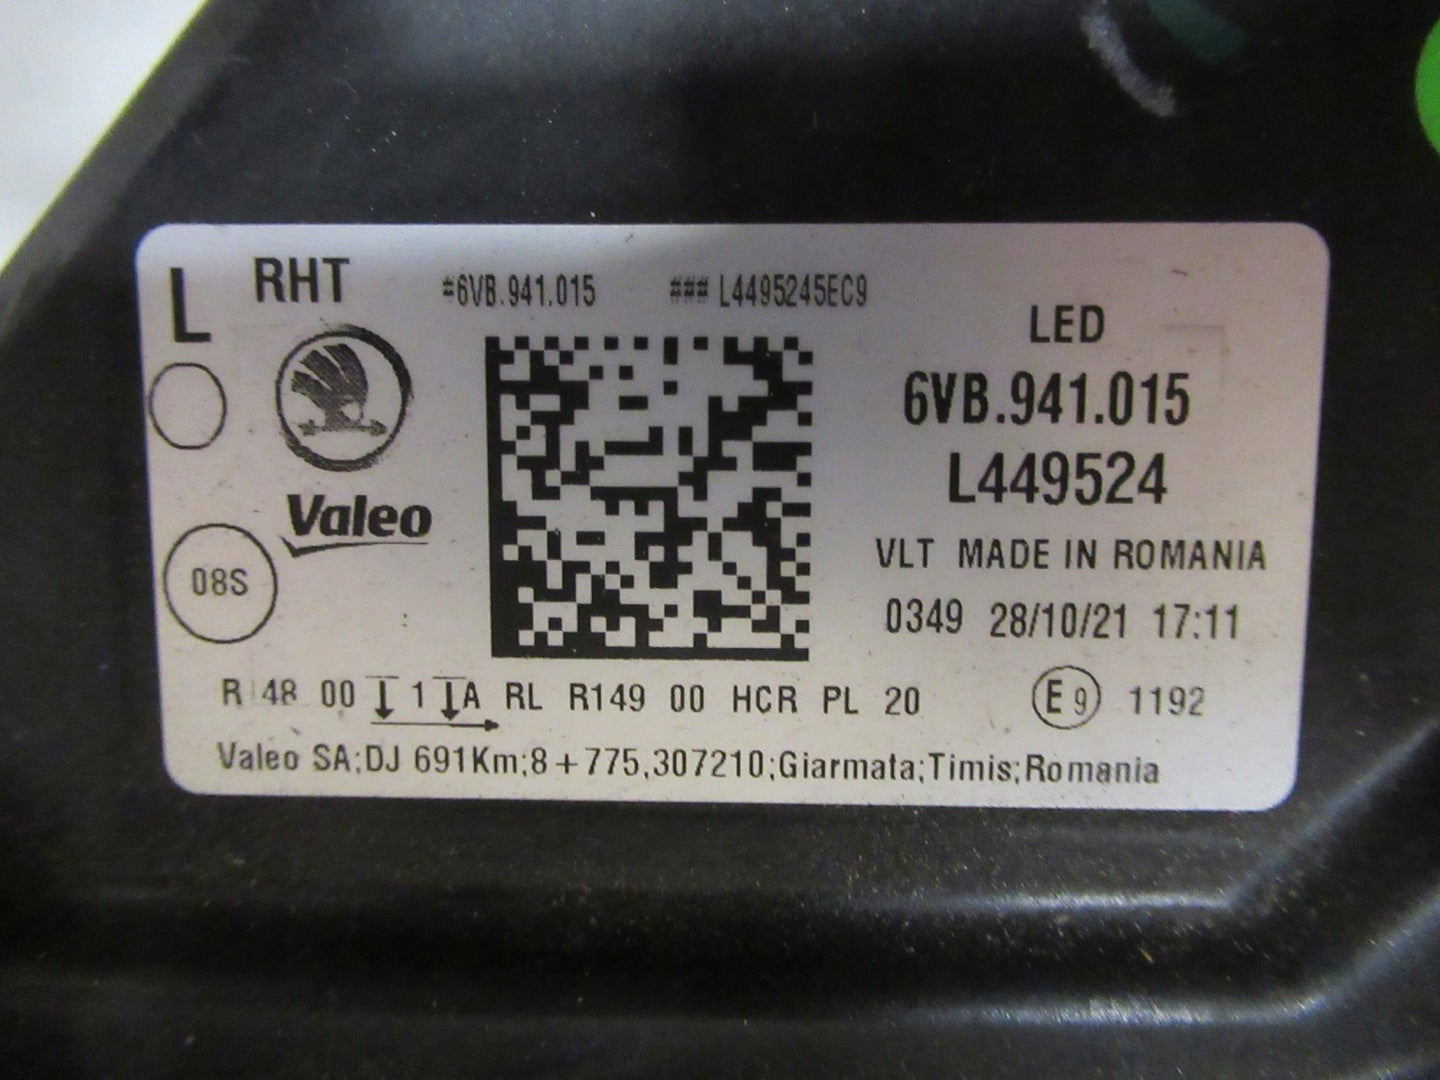 L RHT #6VB.941.015 ### L4495245EC9
LED
6VB.941.015
L449524
Valeo
VLT MADE IN ROMANIA
08S
0349 28/10/21 17:11
R148 00 1 A RL R149 00 HCR PL 20 E9 1192
Valeo SA;DJ 691Km;8+775,307210;Giarmata;Timis;Romania